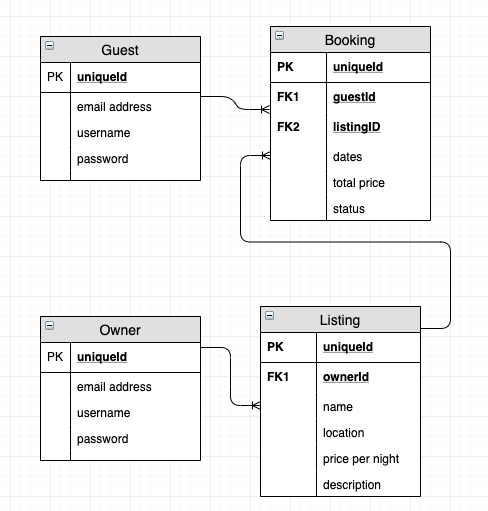 Guest
PK uniqueId
email address
username
password
Booking
PK uniqueId
FK1 guestId
FK2 listingID
dates
total price
status
Owner
PK uniqueId
email address
username
password
Listing
PK uniqueId
FK1 ownerId
name
location
price per night
description